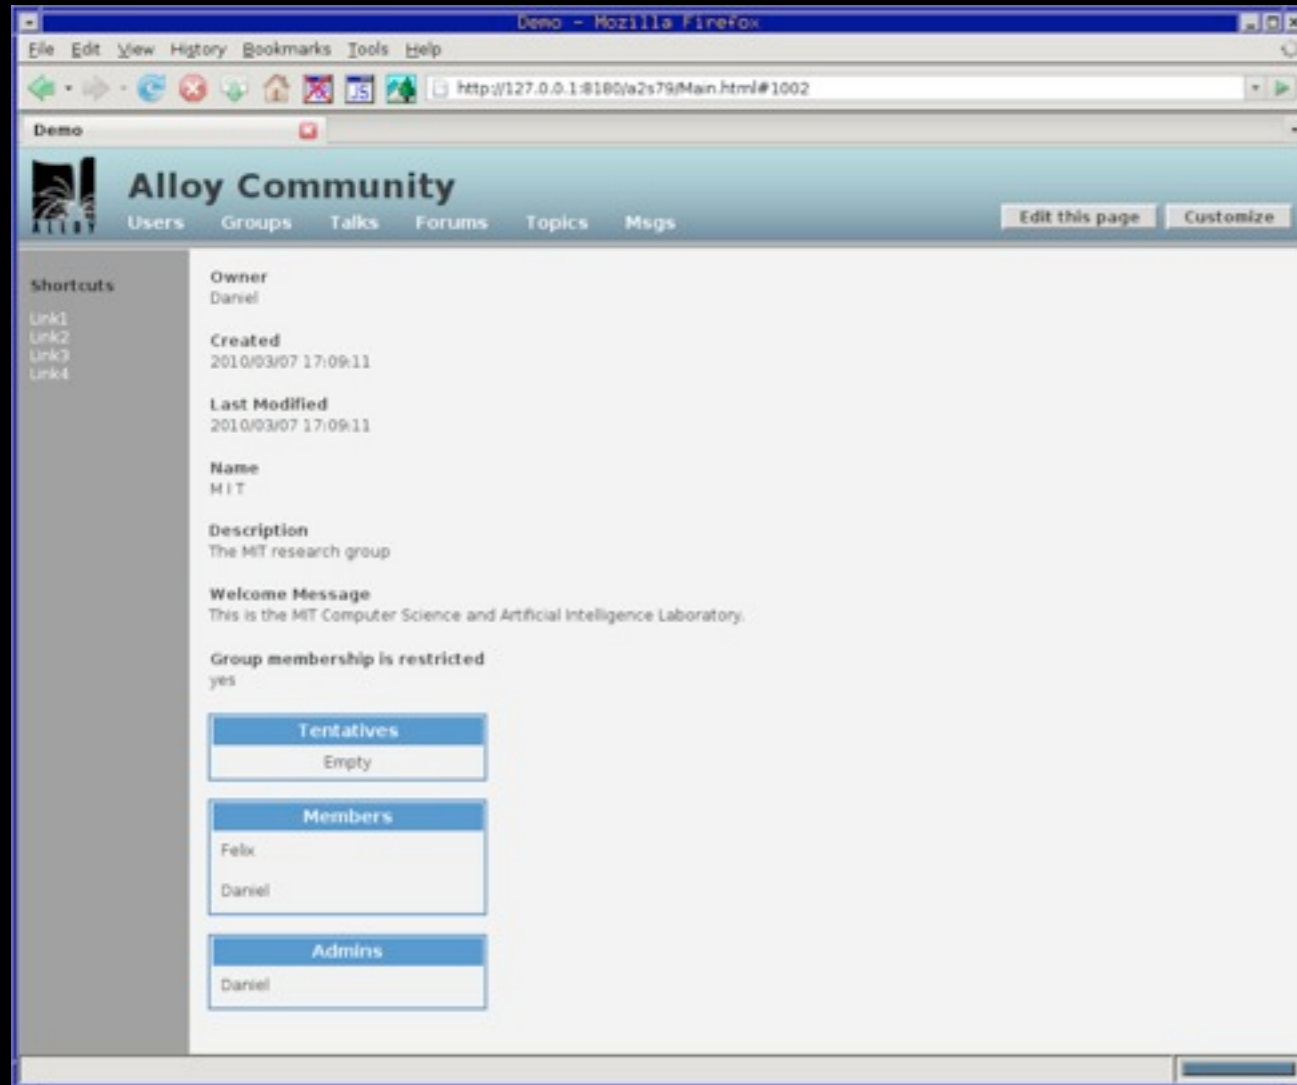 Demo - Mozilla Firefox
File Edit View History Bookmarks Tools Help
JS http://127.0.0.1:8180/a2s79/Main.html#1002
Demo
Alloy Community
ALLOY Users Groups Talks Forums Topics Msgs Edit this page Customize
Shortcuts
Link1
Link2
Link3
Link4
Owner
Daniel
Created
2010/03/07 17:09:11
Last Modified
2010/03/07 17:09:11
Name
M I T
Description
The MIT research group
Welcome Message
This is the MIT Computer Science and Artificial Intelligence Laboratory.
Group membership is restricted
yes
Tentatives
Empty
Members
Felix
Daniel
Admins
Daniel